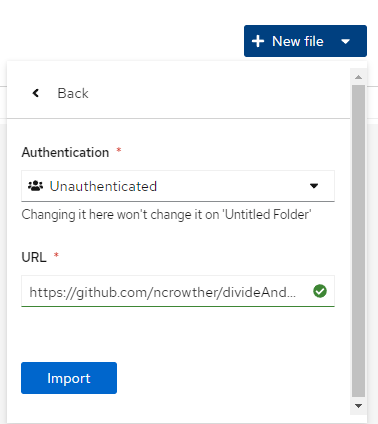 New file
Back
Authentication *
Unauthenticated
Changing it here won't change it on 'Untitled Folder'
URL *
https://github.com/ncrowther/divideAnd...
Import